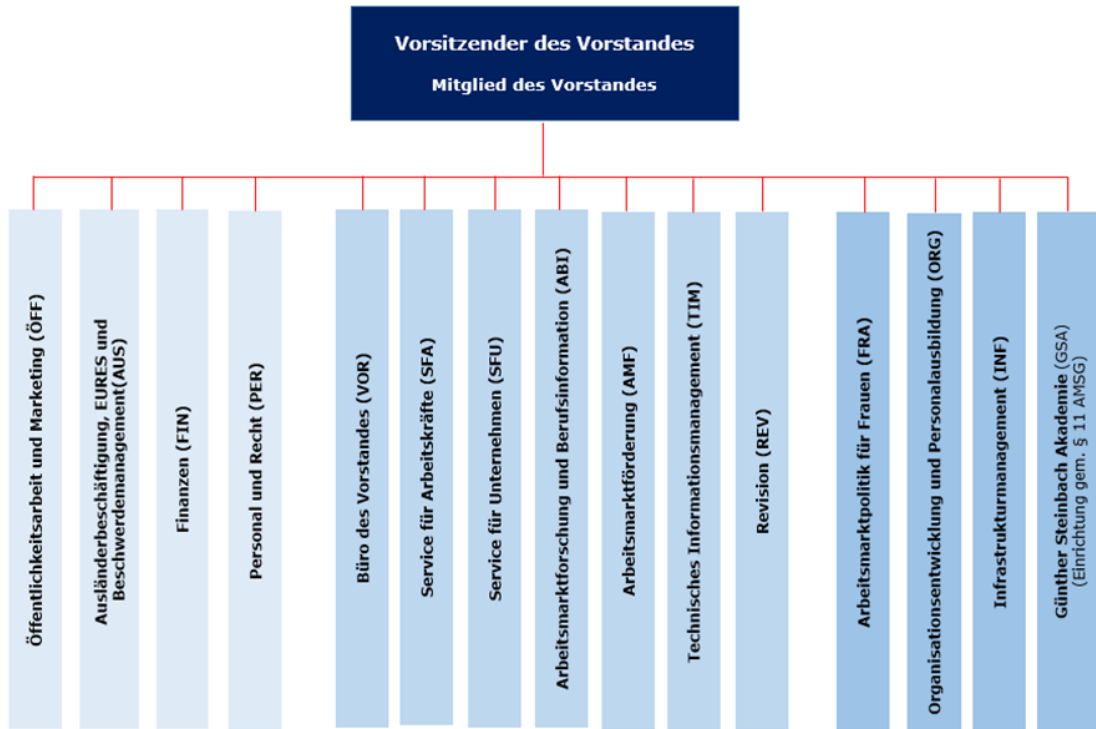 Vorsitzender des Vorstandes
Mitglied des Vorstandes
Öffentlichkeitsarbeit und Marketing (ÖFF)
Ausländerbeschäftigung, EURES und
Beschwerdemanagement(AUS)
Finanzen (FIN)
Personal und Recht (PER)
Büro des Vorstandes (VOR)
Service für Arbeitskräfte (SFA)
Service für Unternehmen (SFU)
Arbeitsmarktforschung und Berufsinformation (ABI)
Arbeitsmarktförderung (AMF)
Technisches Informationsmanagement (TIM)
Revision (REV)
Arbeitsmarktpolitik für Frauen (FRA)
Organisationsentwicklung und Personalausbildung (ORG)
Infrastrukturmanagement (INF)
Günther Steinbach Akademie (GSA)
(Einrichtung gem. § 11 AMSG)